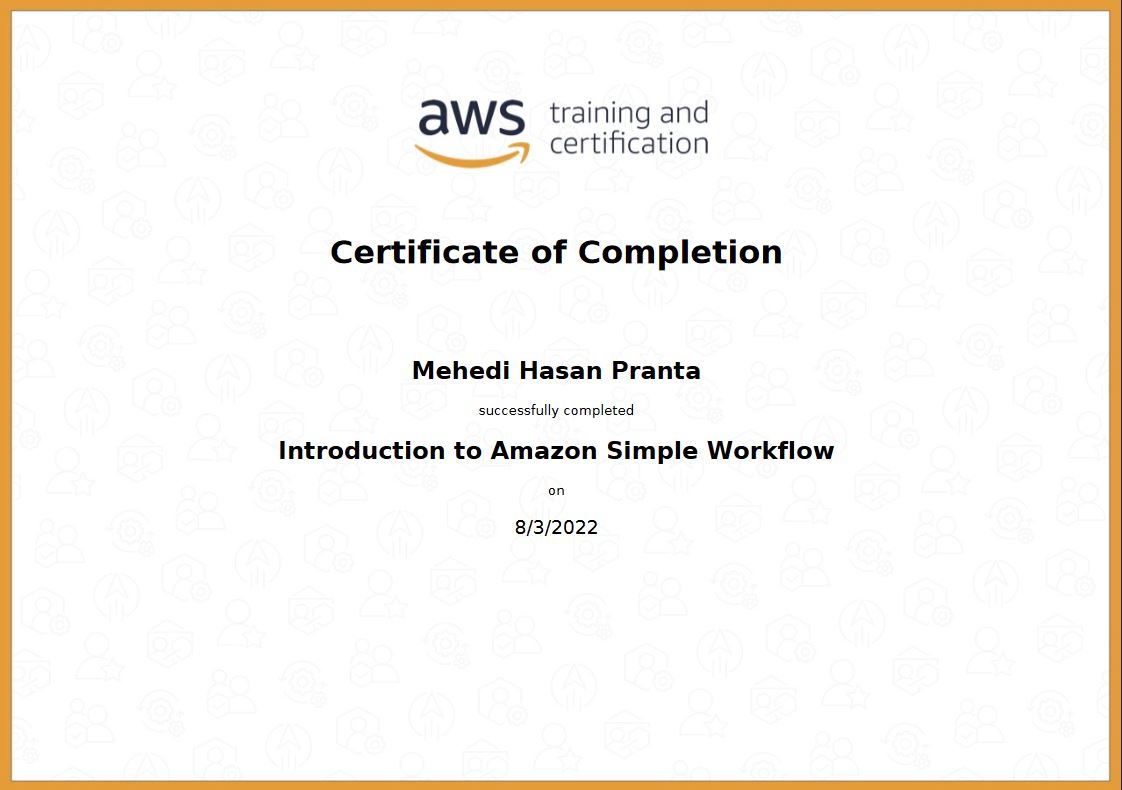 aws training and
certification
Certificate of Completion
Mehedi Hasan Pranta
successfully completed
Introduction to Amazon Simple Workflow
on
8/3/2022